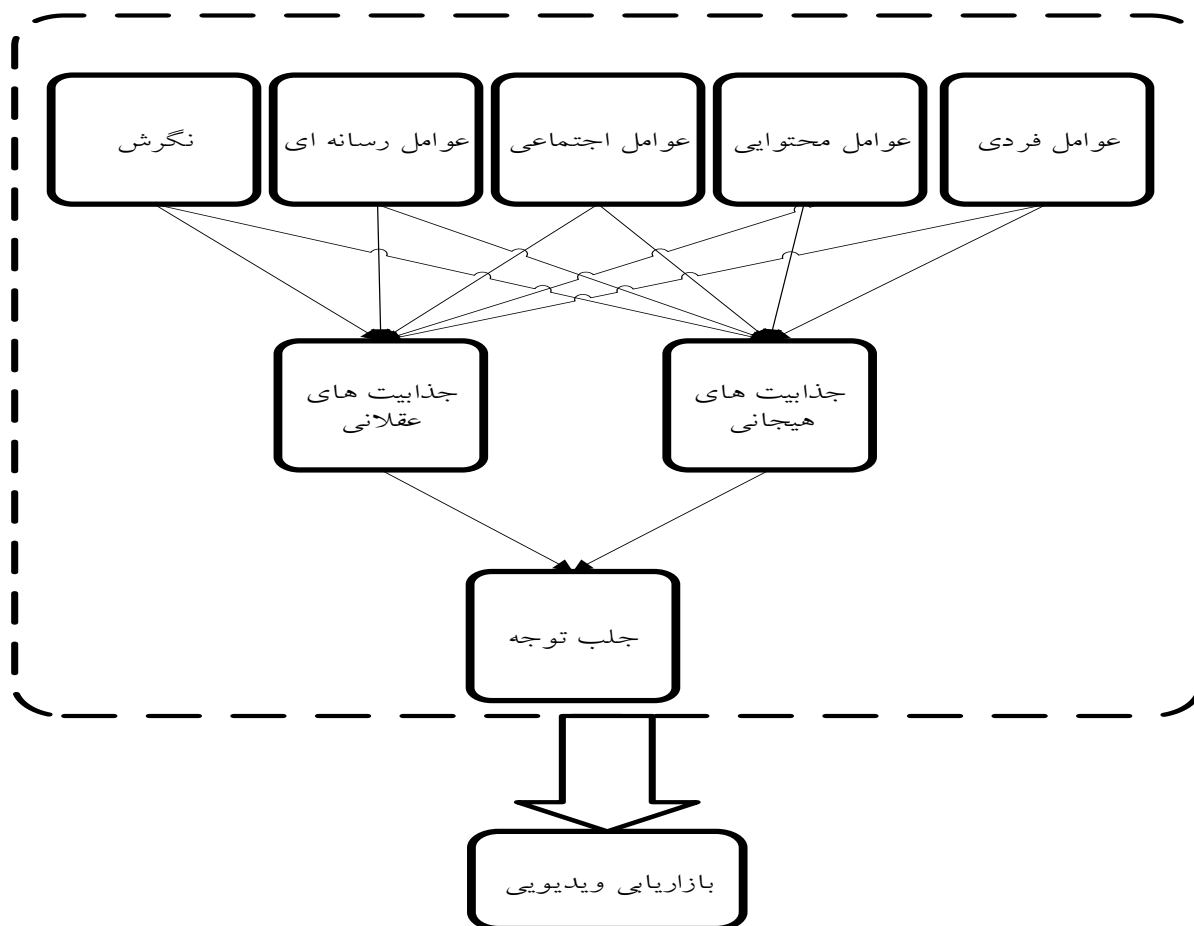 عوامل فردی
عوامل محتوایی
عوامل اجتماعی
عوامل رسانه ای
نگرش
جذابیت های
هیجانی
جذابیت های
عقلانی
جلب توجه
بازاریابی ویدیویی